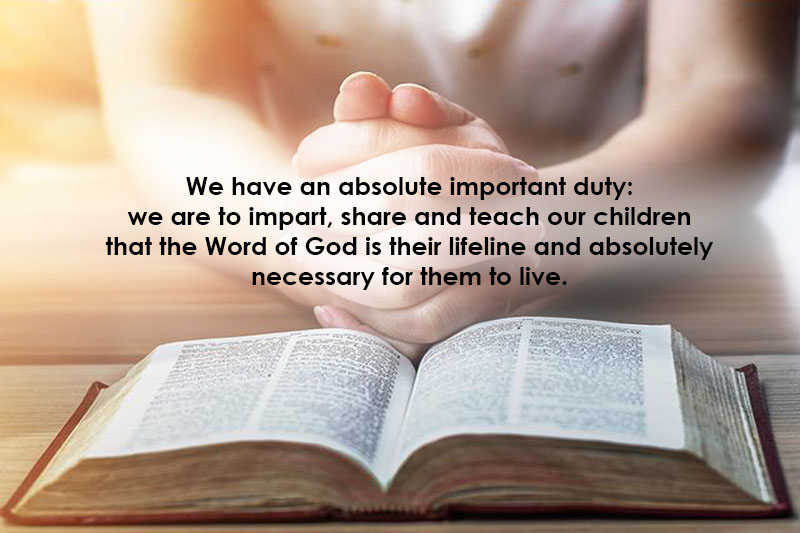 We have an absolute important duty:
we are to impart, share and teach our children
that the Word of God is their lifeline and absolutely
necessary for them to live.